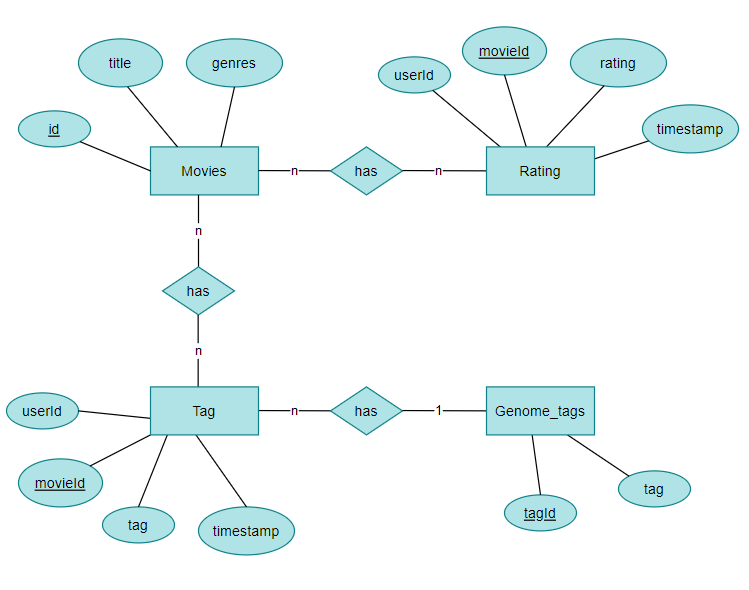 title
genres
id
Movies
n
has
n
userId
movieId
rating
timestamp
Rating
n
has
n
userId
movieId
tag
timestamp
Tag
n
has
1
Genome_tags
tagId
tag